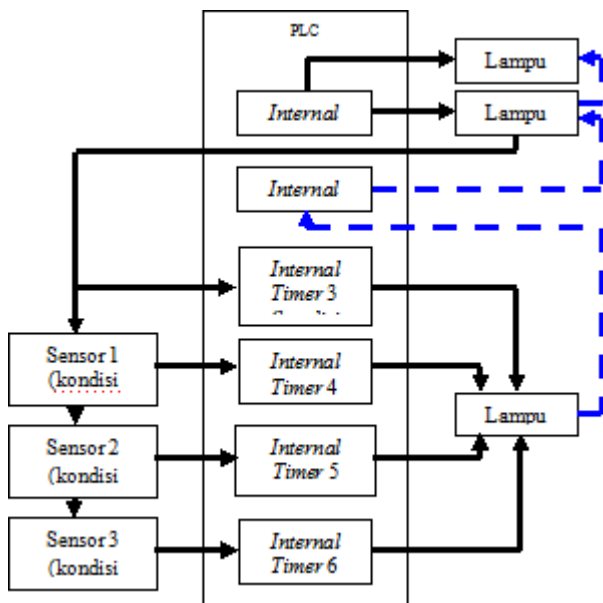 PLC
Lampu
Internal
Lampu
Internal
Internal
Timer 3
Sensor 1
(kondisi
Internal
Timer 4
Lampu
Sensor 2
(kondisi
Internal
Timer 5
Sensor 3
(kondisi
Internal
Timer 6